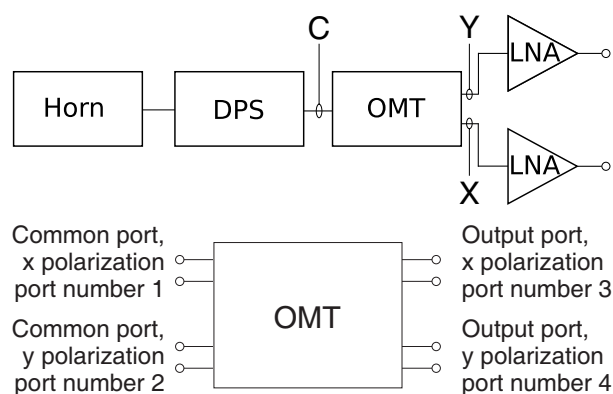 C
Y
LNA
Horn
DPS
OMT
LNA
X
Common port,
x polarization
port number 1
Output port,
x polarization
port number 3
OMT
Common port,
y polarization
port number 2
Output port,
y polarization
port number 4